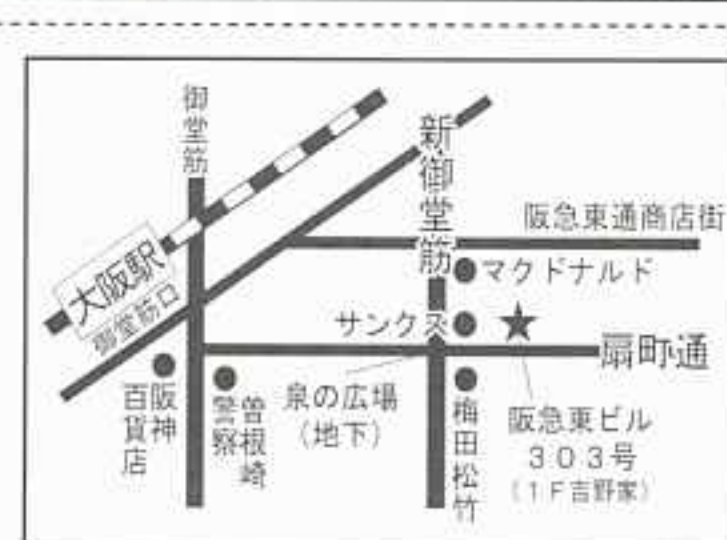 御堂筋
新御堂筋
阪急東通商店街
マクドナルド
大阪駅
御堂筋口
サンクス
扇町通
阪神
百貨店
曽根崎
警察
泉の広場
（地下）
梅田松竹
阪急東ビル
３０３号
（１Ｆ吉野家）